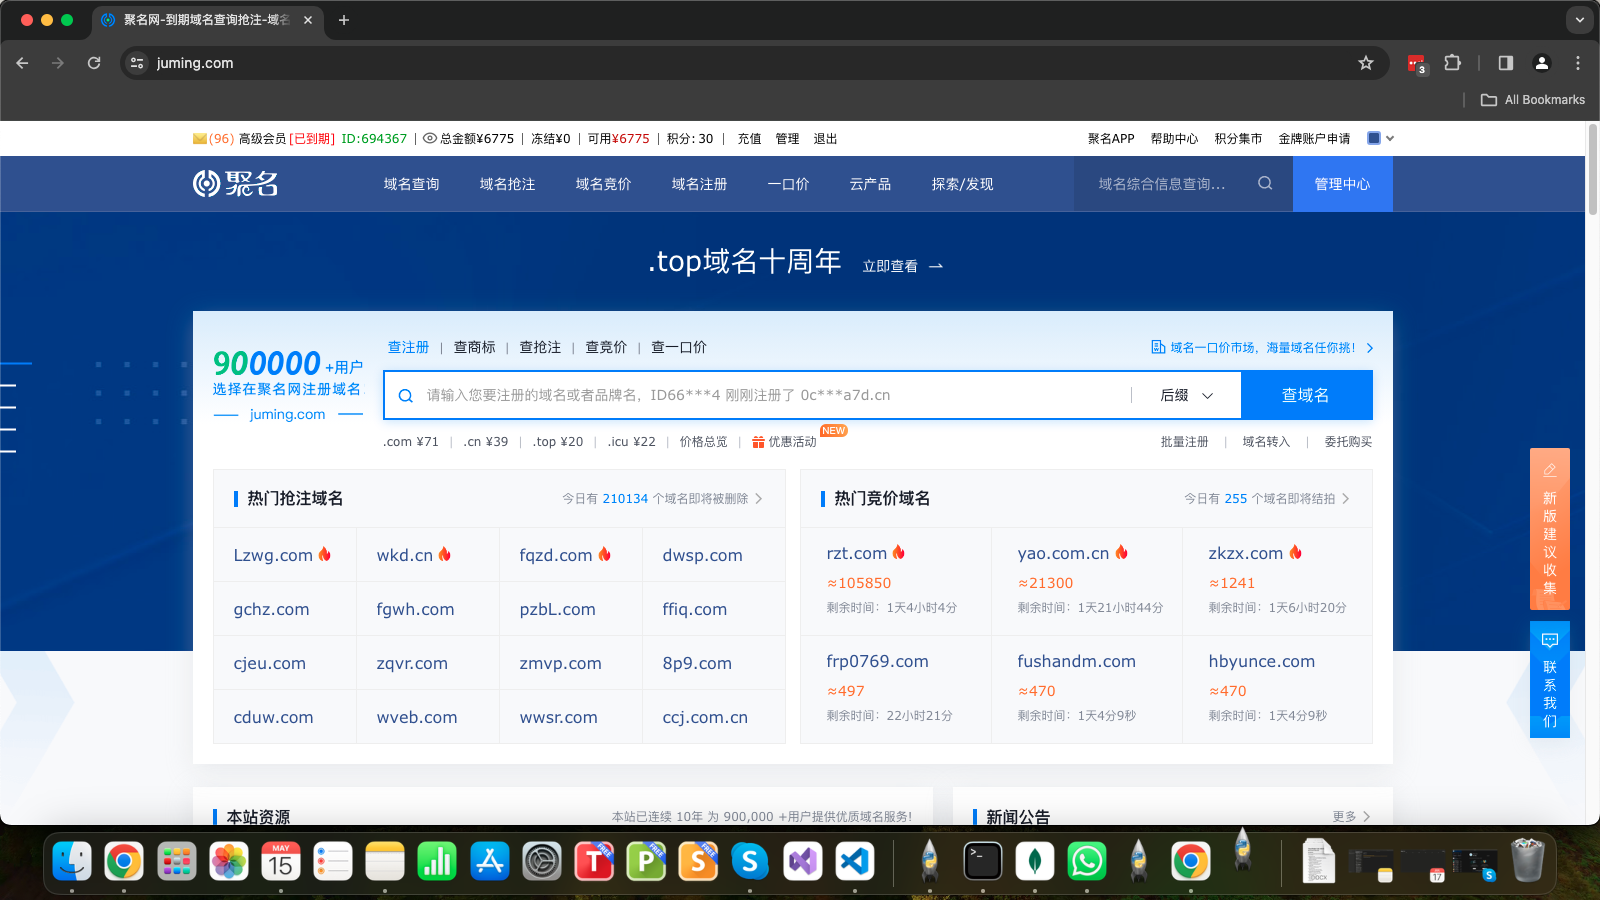 聚名网-到期域名查询抢注-域名
juming.com
3
All Bookmarks
(96) 高级会员 [已到期] ID:694367 | 总金额¥6775 | 冻结¥0 | 可用¥6775 | 积分: 30 | 充值 管理 退出
聚名APP 帮助中心 积分集市 金牌账户申请
聚名 域名查询 域名抢注 域名竞价 域名注册 一口价 云产品 探索/发现 域名综合信息查询... 管理中心
.top域名十周年 立即查看
900000 +用户
选择在聚名网注册域名
juming.com
查注册 | 查商标 | 查抢注 | 查竞价 | 查一口价
域名一口价市场，海量域名任你挑！
请输入您要注册的域名或者品牌名，ID66***4 刚刚注册了 0c***a7d.cn 后缀 查域名
.com ¥71 | .cn ¥39 | .top ¥20 | .icu ¥22 | 价格总览 | 优惠活动 NEW
批量注册 | 域名转入 | 委托购买
热门抢注域名 今日有 210134 个域名即将被删除
Lzwg.com wkd.cn fqzd.com dwsp.com
gchz.com fgwh.com pzbL.com ffiq.com
cjeu.com zqvr.com zmvp.com 8p9.com
cduw.com wveb.com wwsr.com ccj.com.cn
热门竞价域名 今日有 255 个域名即将结拍
rzt.com yao.com.cn zkzx.com
≈105850 ≈21300 ≈1241
剩余时间：1天4小时4分 剩余时间：1天21小时44分 剩余时间：1天6小时20分
frp0769.com fushandm.com hbyunce.com
≈497 ≈470 ≈470
剩余时间：22小时21分 剩余时间：1天4分9秒 剩余时间：1天4分9秒
新版建议收集
联系我们
本站资源 本站已连续 10年 为 900,000 +用户提供优质域名服务!
新闻公告 更多
MAY
15
T FREE
P FREE
S FREE
S
>_
DOCX
17
S